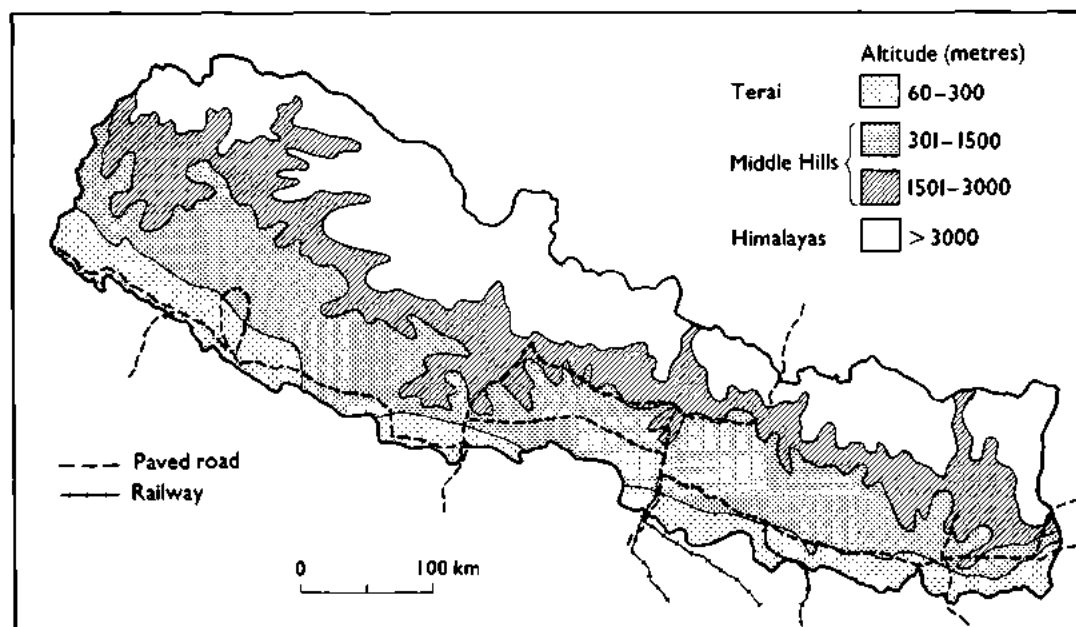 Altitude (metres)
Terai 60–300
301–1500
Middle Hills
1501–3000
Himalayas > 3000
Paved road
Railway
0 100 km